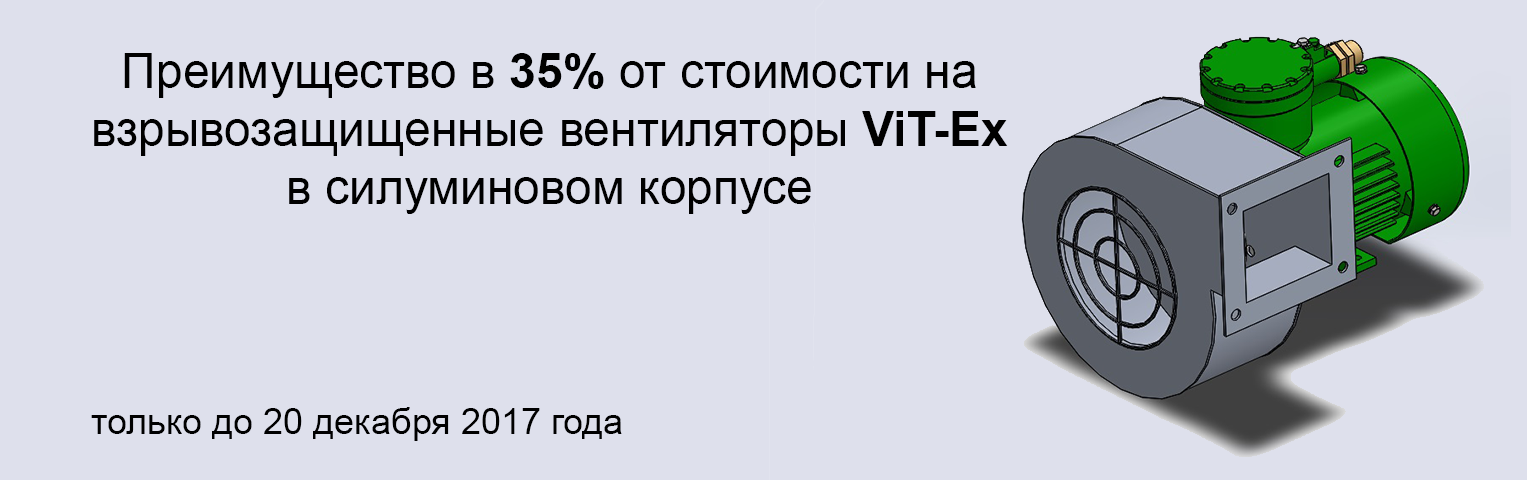 Преимущество в 35% от стоимости на
взрывозащищенные вентиляторы ViT-Ex
в силуминовом корпусе
только до 20 декабря 2017 года